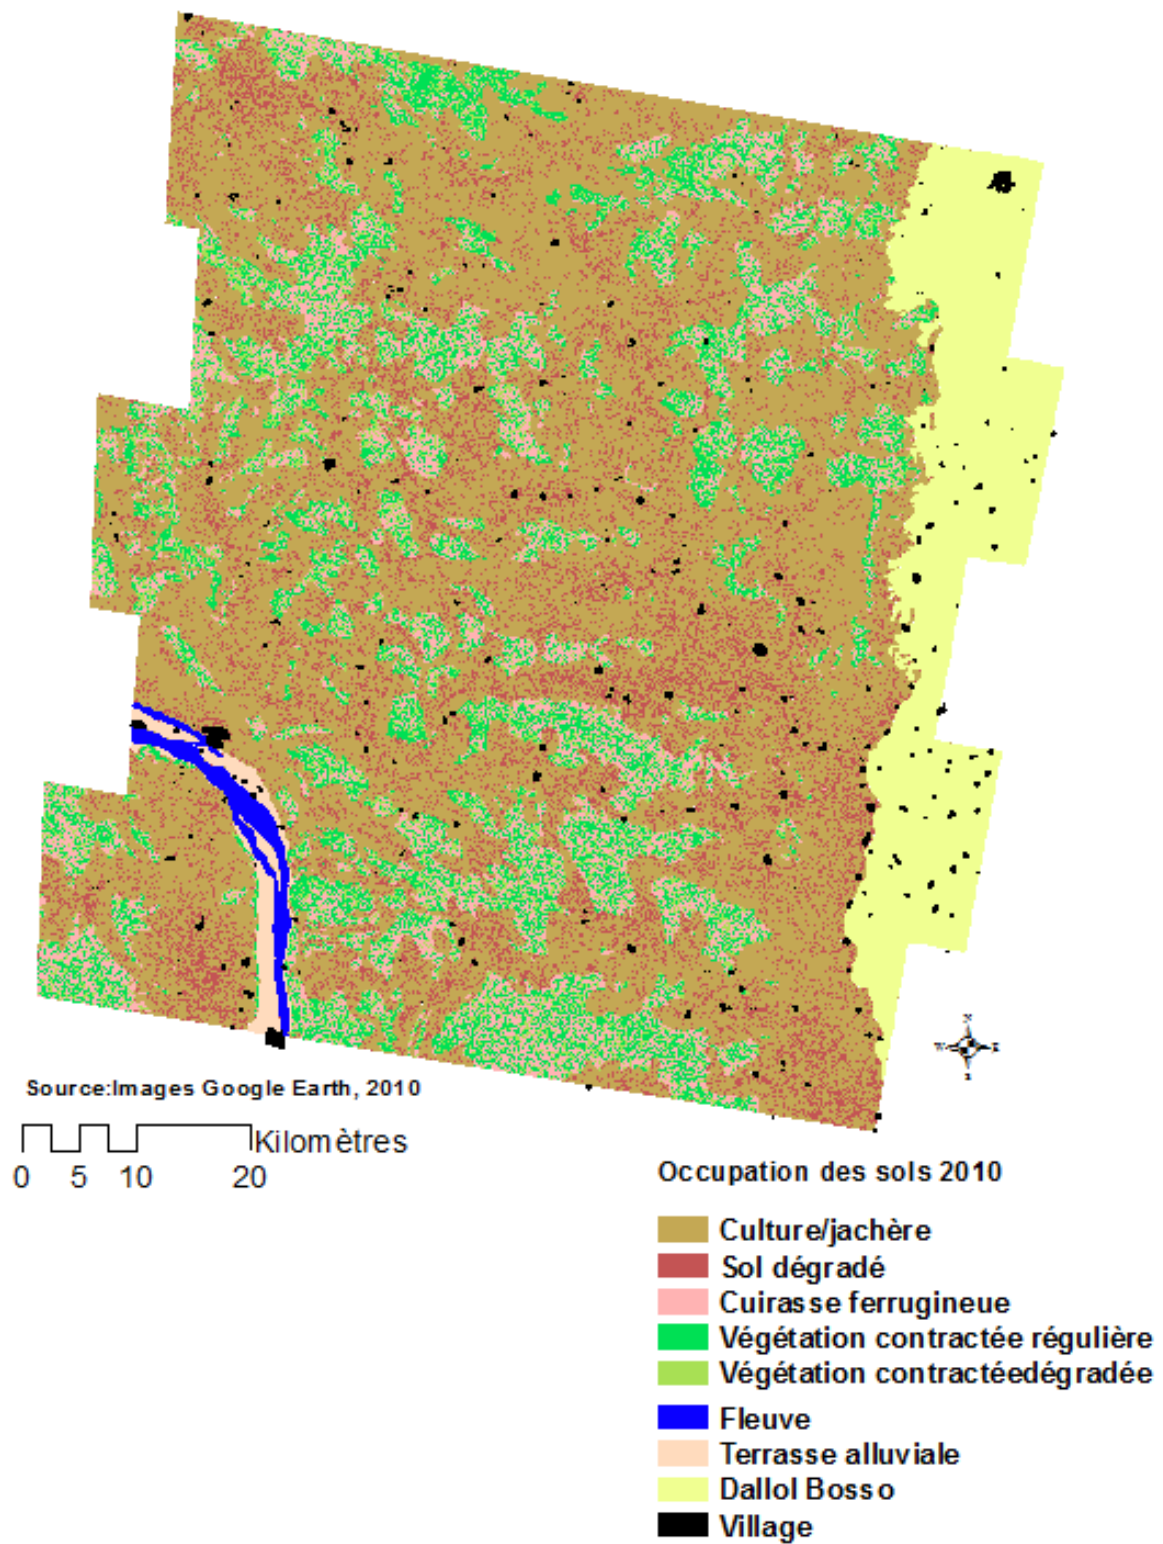 N
W E
S
Source:Images Google Earth, 2010
Kilomètres
0 5 10 20
Occupation des sols 2010
Culture/jachère
Sol dégradé
Cuirasse ferrugineue
Végétation contractée régulière
Végétation contractéedégradée
Fleuve
Terrasse alluviale
Dallol Bosso
Village